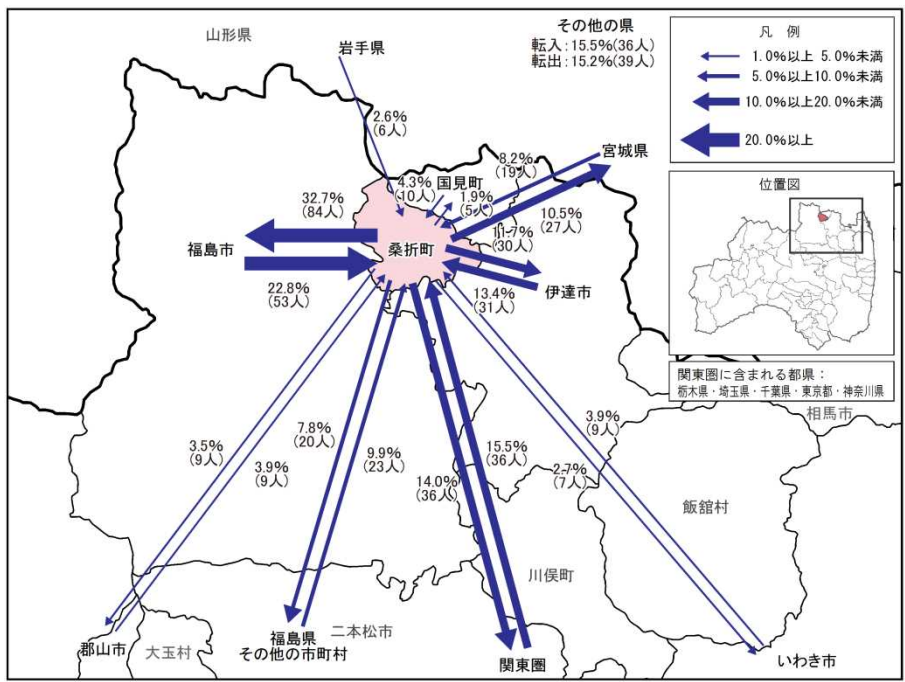 山形県
岩手県
その他の県
転入：15.5%(36人)
転出：15.2%(39人)
凡　例
1.0%以上 5.0%未満
5.0%以上10.0%未満
10.0%以上20.0%未満
20.0%以上
2.6%
(6人)
宮城県
8.2%
(19人)
4.3%
(10人)
国見町
1.9%
(5人)
10.5%
(27人)
32.7%
(84人)
11.7%
(30人)
福島市
桑折町
22.8%
(53人)
13.4%
(31人)
伊達市
位置図
関東圏に含まれる都県：
栃木県・埼玉県・千葉県・東京都・神奈川県
相馬市
3.5%
(9人)
3.9%
(9人)
7.8%
(20人)
9.9%
(23人)
14.0%
(36人)
15.5%
(36人)
3.9%
(9人)
2.7%
(7人)
飯舘村
川俣町
郡山市
大玉村
福島県
その他の市町村
二本松市
関東圏
いわき市